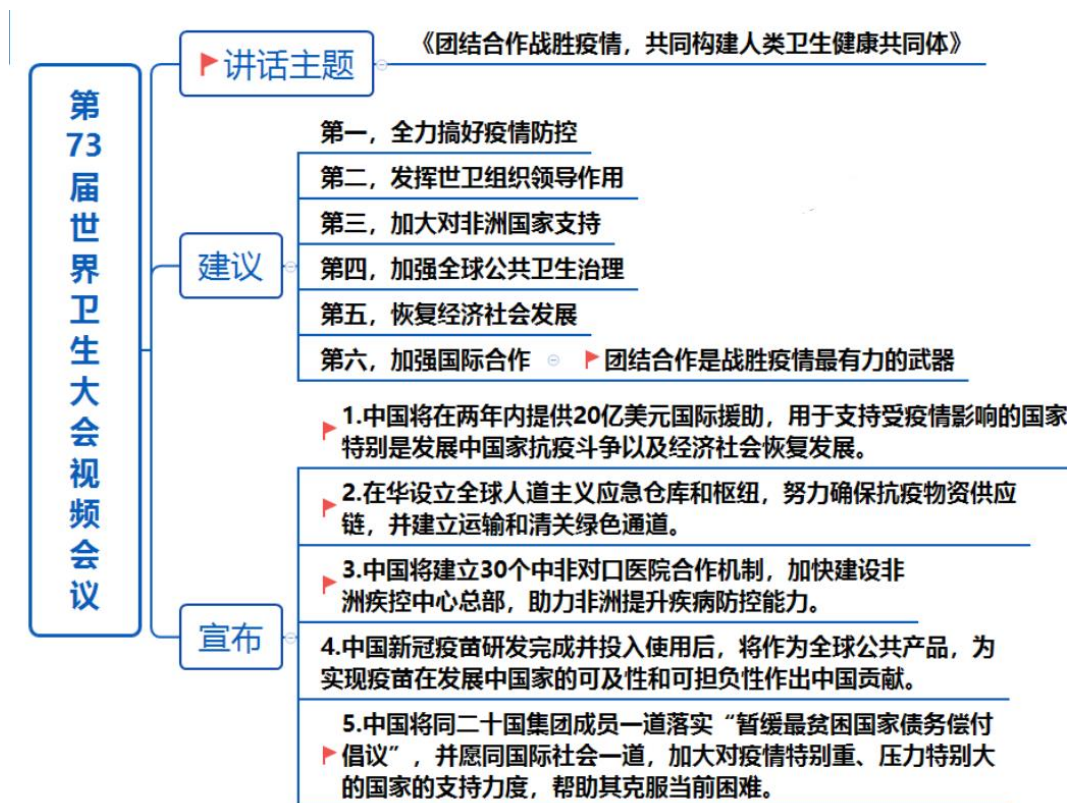 第73届世界卫生大会视频会议
讲话主题
《团结合作战胜疫情，共同构建人类卫生健康共同体》
建议
第一，全力搞好疫情防控
第二，发挥世卫组织领导作用
第三，加大对非洲国家支持
第四，加强全球公共卫生治理
第五，恢复经济社会发展
第六，加强国际合作
团结合作是战胜疫情最有力的武器
宣布
1.中国将在两年内提供20亿美元国际援助，用于支持受疫情影响的国家
特别是发展中国家抗疫斗争以及经济社会恢复发展。
2.在华设立全球人道主义应急仓库和枢纽，努力确保抗疫物资供应
链，并建立运输和清关绿色通道。
3.中国将建立30个中非对口医院合作机制，加快建设非
洲疾控中心总部，助力非洲提升疾病防控能力。
4.中国新冠疫苗研发完成并投入使用后，将作为全球公共产品，为
实现疫苗在发展中国家的可及性和可担负性作出中国贡献。
5.中国将同二十国集团成员一道落实“暂缓最贫困国家债务偿付
倡议”，并愿同国际社会一道，加大对疫情特别重、压力特别大
的国家的支持力度，帮助其克服当前困难。